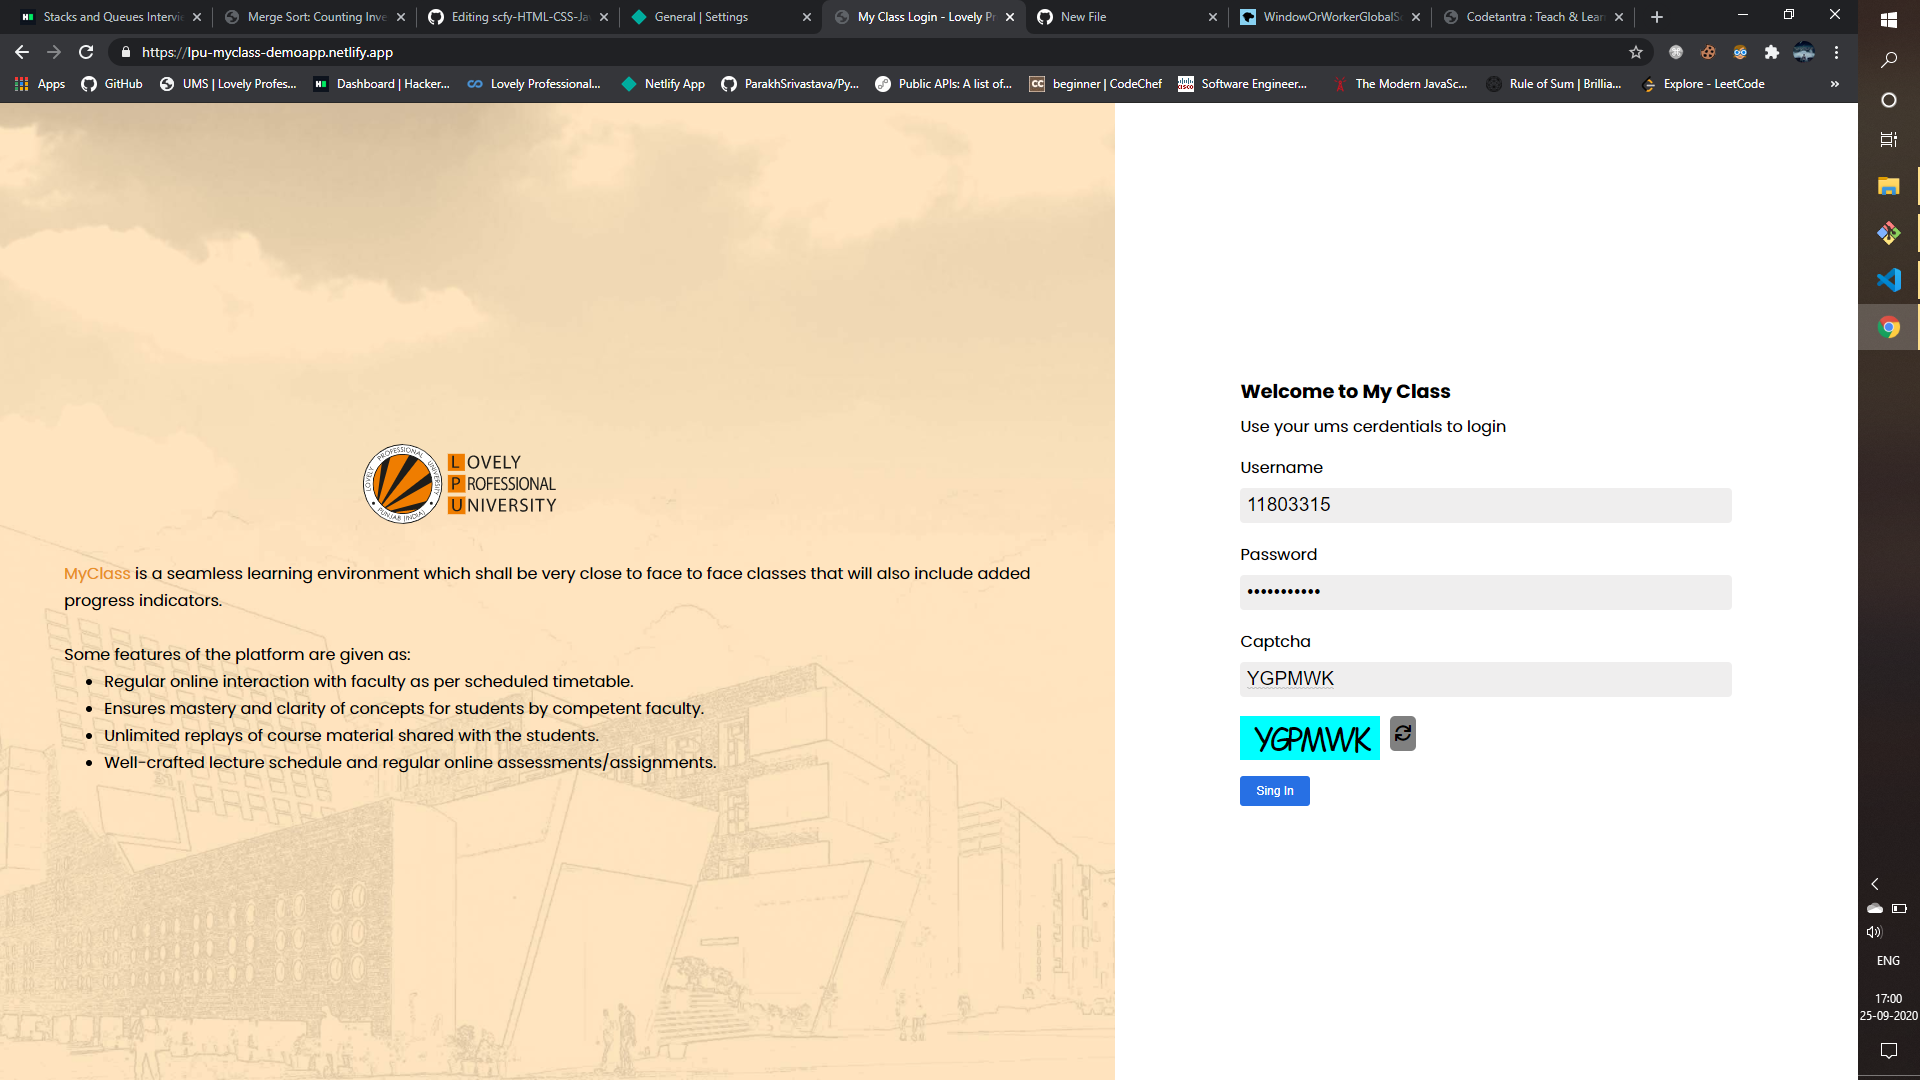 Stacks and Queues Intervie
Merge Sort: Counting Inve
Editing scfy-HTML-CSS-Ja
General | Settings
My Class Login - Lovely Pr
New File
WindowOrWorkerGlobalS
Codetantra : Teach & Lear
https://lpu-myclass-demoapp.netlify.app
Apps
GitHub
UMS | Lovely Profes...
Dashboard | Hacker...
Lovely Professional...
Netlify App
ParakhSrivastava/Py...
Public APIs: A list of...
CC
beginner | CodeChef
CISCO
Software Engineer...
The Modern JavaSc...
Rule of Sum | Brillia...
Explore - LeetCode
»
LOVELY PROFESSIONAL UNIVERSITY
PUNJAB (INDIA)
LOVELY
PROFESSIONAL
UNIVERSITY
MyClass is a seamless learning environment which shall be very close to face to face classes that will also include added
progress indicators.
Some features of the platform are given as:
• Regular online interaction with faculty as per scheduled timetable.
• Ensures mastery and clarity of concepts for students by competent faculty.
• Unlimited replays of course material shared with the students.
• Well-crafted lecture schedule and regular online assessments/assignments.
Welcome to My Class
Use your ums cerdentials to login
Username
11803315
Password
•••••••••••
Captcha
YGPMWK
YGPMWK
Sing In
ENG
17:00
25-09-2020